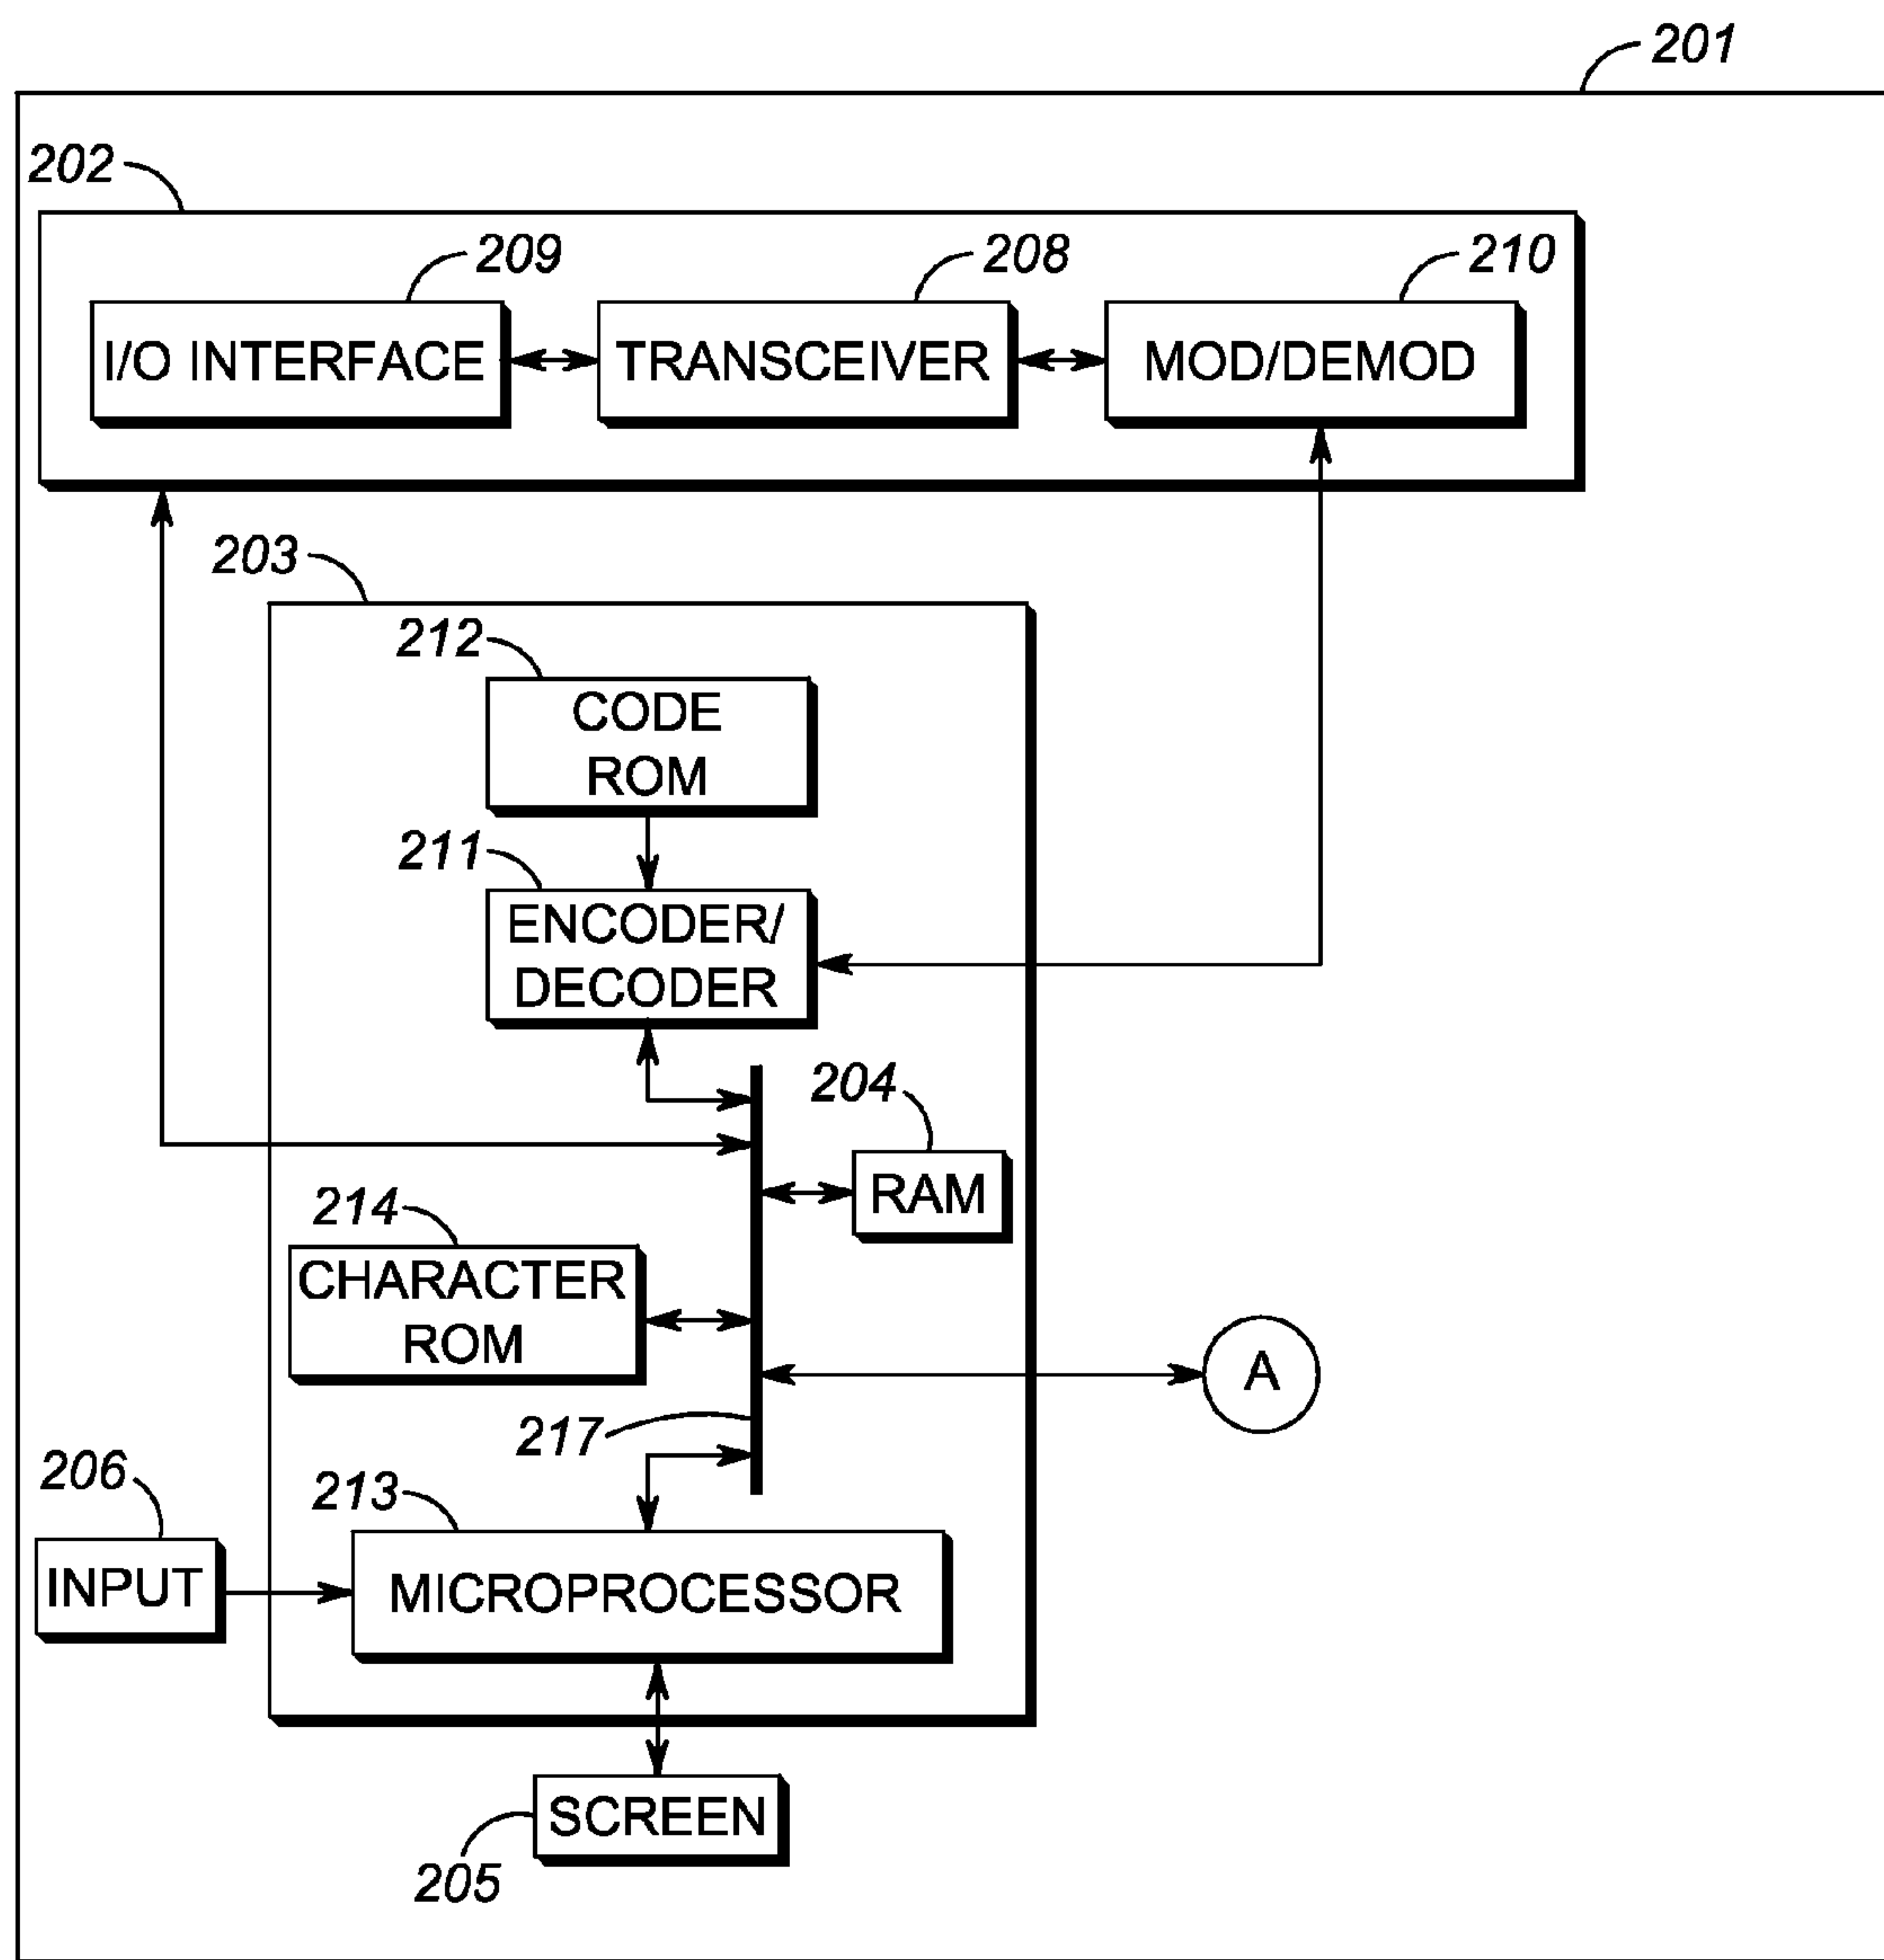 201
202
209
208
210
I/O INTERFACE
TRANSCEIVER
MOD/DEMOD
203
212
CODE
ROM
211
ENCODER/
DECODER
204
RAM
214
CHARACTER
ROM
A
217
206
213
INPUT
MICROPROCESSOR
SCREEN
205